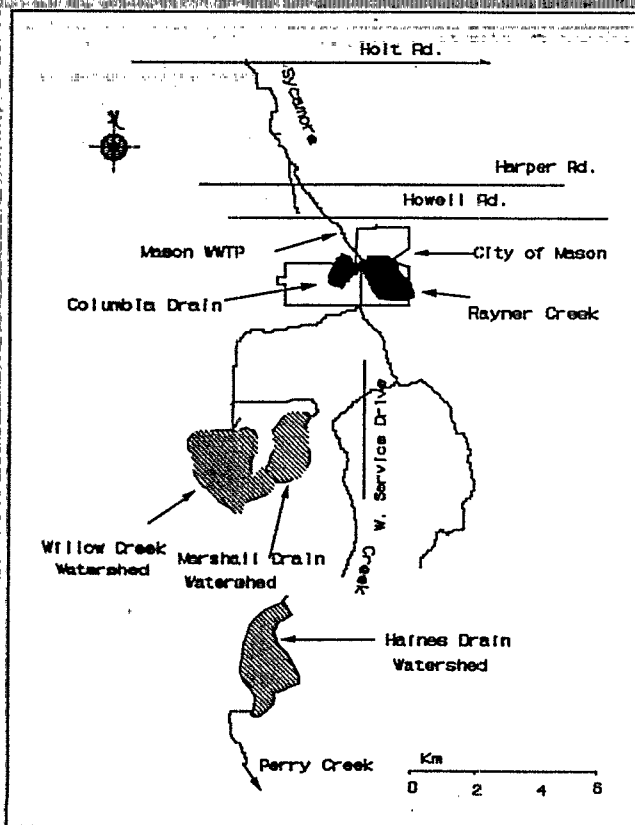 Holt Rd.
Sycamore
Harper Rd.
Howell Rd.
Mason WWTP
City of Mason
Columbia Drain
Rayner Creek
W. Service Drive
Creek
Willow Creek
Watershed
Marshall Drain
Watershed
Haines Drain
Watershed
Perry Creek
Km
0 2 4 6